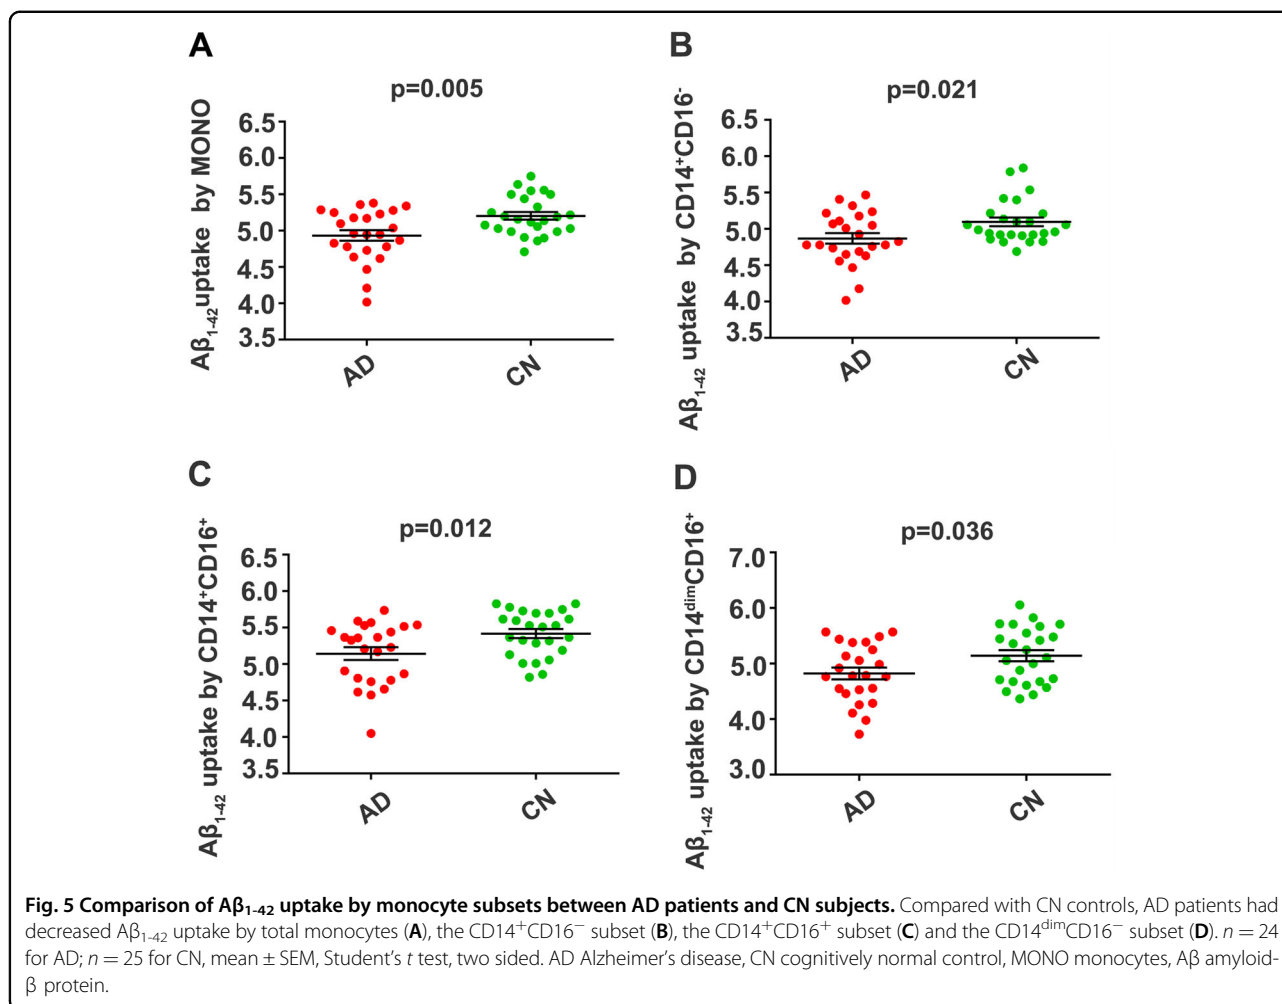 A
p=0.005
Aβ1-42 uptake by MONO
6.5
6.0
5.5
5.0
4.5
4.0
3.5
AD
CN
B
p=0.021
Aβ1-42 uptake by CD14+CD16-
6.5
6.0
5.5
5.0
4.5
4.0
3.5
AD
CN
C
p=0.012
Aβ1-42 uptake by CD14+CD16+
6.5
6.0
5.5
5.0
4.5
4.0
3.5
AD
CN
D
p=0.036
Aβ1-42 uptake by CD14dimCD16+
7.0
6.0
5.0
4.0
3.0
AD
CN
Fig. 5 Comparison of Aβ1-42 uptake by monocyte subsets between AD patients and CN subjects. Compared with CN controls, AD patients had
decreased Aβ1-42 uptake by total monocytes (A), the CD14+CD16− subset (B), the CD14+CD16+ subset (C) and the CD14dimCD16− subset (D). n = 24
for AD; n = 25 for CN, mean ± SEM, Student's t test, two sided. AD Alzheimer's disease, CN cognitively normal control, MONO monocytes, Aβ amyloid-
β protein.